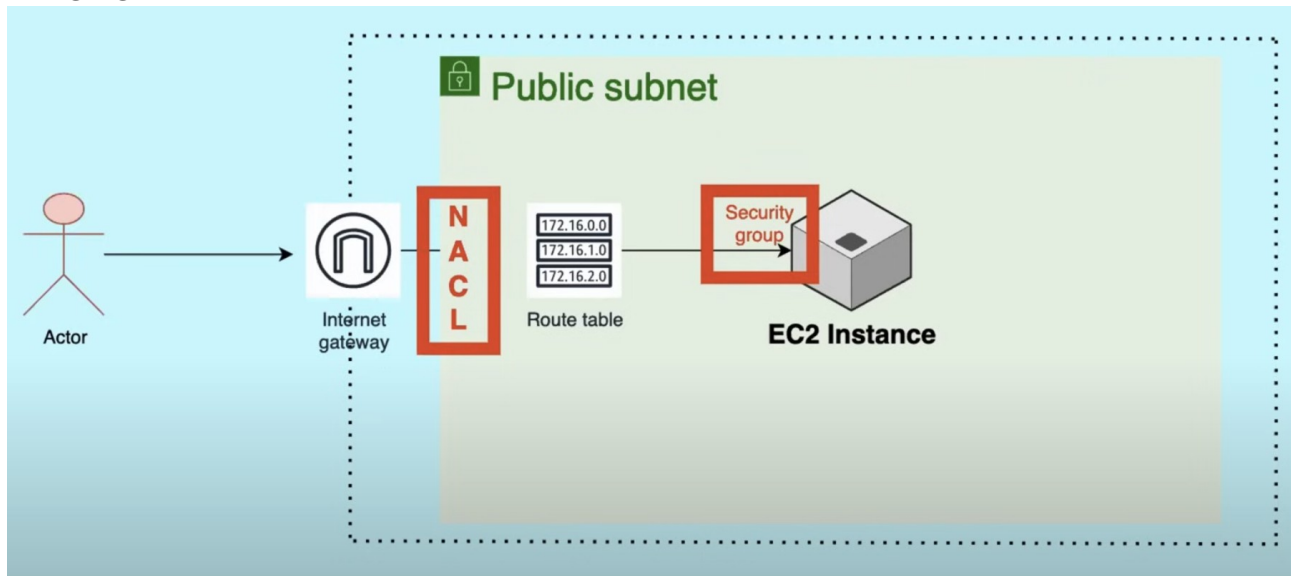 Public subnet
N
A
C
L
172.16.0.0
172.16.1.0
172.16.2.0
Security
group
Actor
Internet
gateway
Route table
EC2 Instance